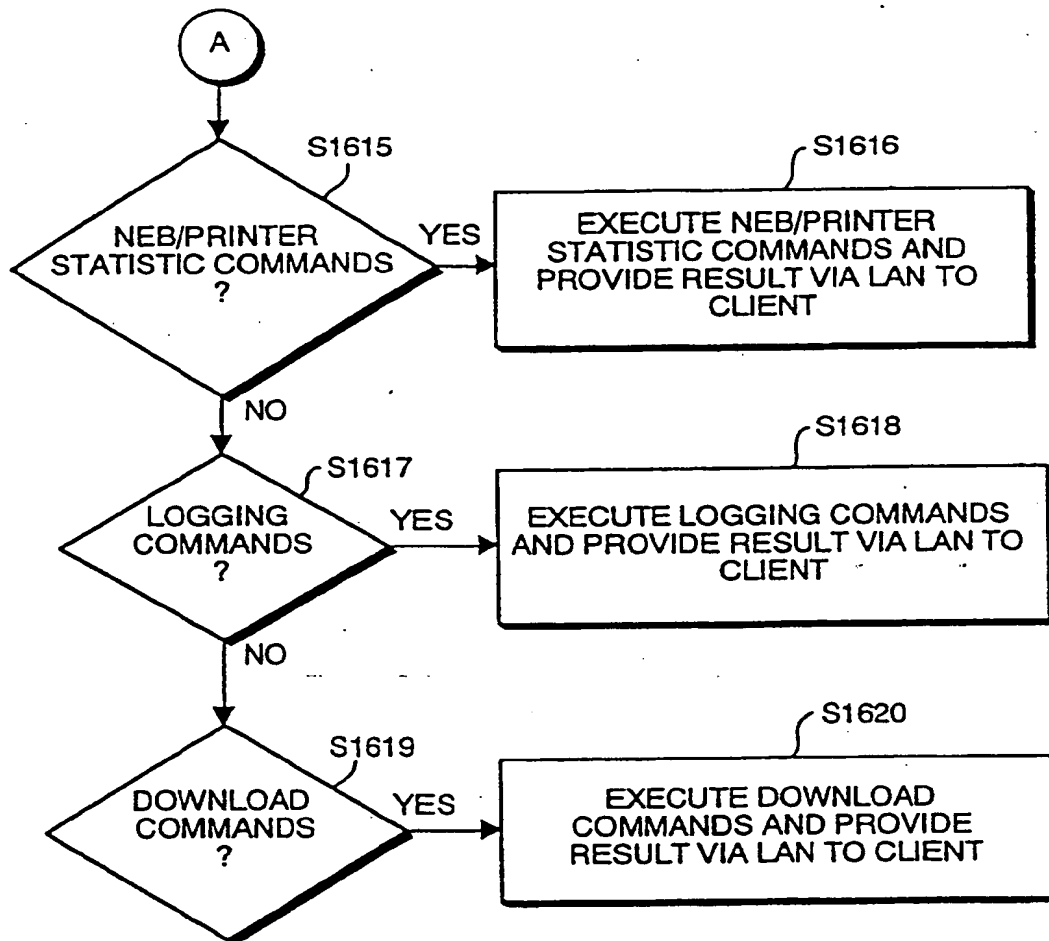 A
S1615
NEB/PRINTER
STATISTIC COMMANDS
?
YES
S1616
EXECUTE NEB/PRINTER
STATISTIC COMMANDS AND
PROVIDE RESULT VIA LAN TO
CLIENT
NO
S1617
LOGGING
COMMANDS
?
YES
S1618
EXECUTE LOGGING COMMANDS
AND PROVIDE RESULT VIA LAN TO
CLIENT
NO
S1619
DOWNLOAD
COMMANDS
?
YES
S1620
EXECUTE DOWNLOAD
COMMANDS AND PROVIDE
RESULT VIA LAN TO CLIENT